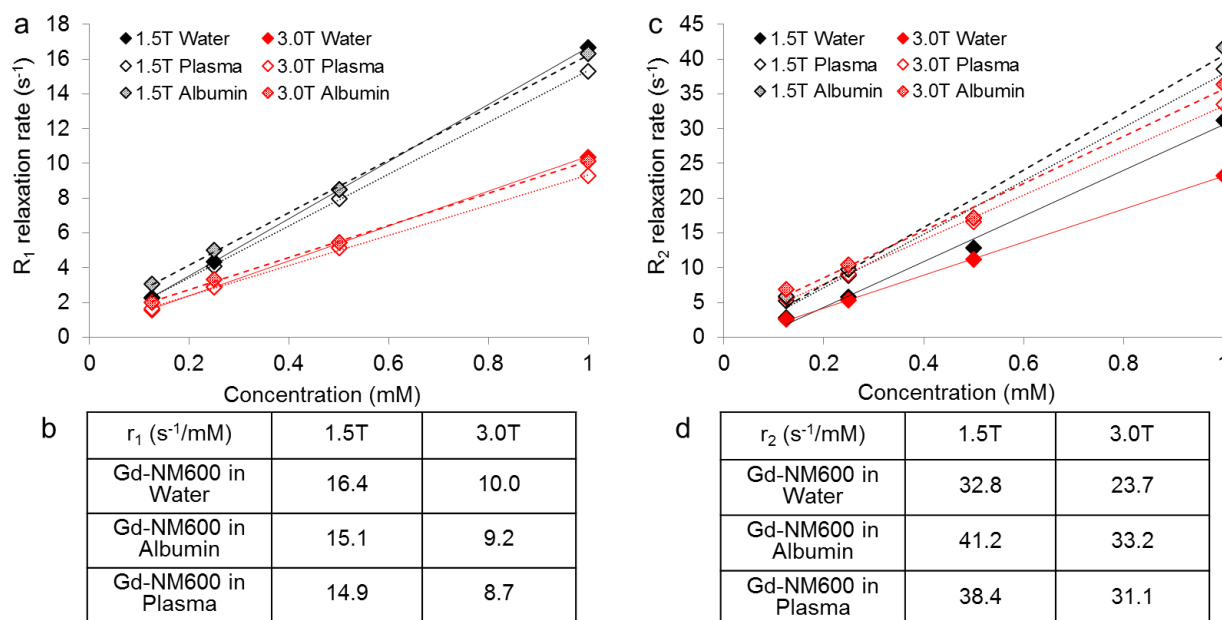 a
18
16
14
12
10
8
6
4
2
0
R1 relaxation rate (s-1)
1.5T Water
3.0T Water
1.5T Plasma
3.0T Plasma
1.5T Albumin
3.0T Albumin
0
0.2
0.4
0.6
0.8
1
Concentration (mM)
b
r1 (s-1/mM)
1.5T
3.0T
Gd-NM600 in
Water
16.4
10.0
Gd-NM600 in
Albumin
15.1
9.2
Gd-NM600 in
Plasma
14.9
8.7
c
45
40
35
30
25
20
15
10
5
0
R2 relaxation rate (s-1)
1.5T Water
3.0T Water
1.5T Plasma
3.0T Plasma
1.5T Albumin
3.0T Albumin
0
0.2
0.4
0.6
0.8
1
Concentration (mM)
d
r2 (s-1/mM)
1.5T
3.0T
Gd-NM600 in
Water
32.8
23.7
Gd-NM600 in
Albumin
41.2
33.2
Gd-NM600 in
Plasma
38.4
31.1